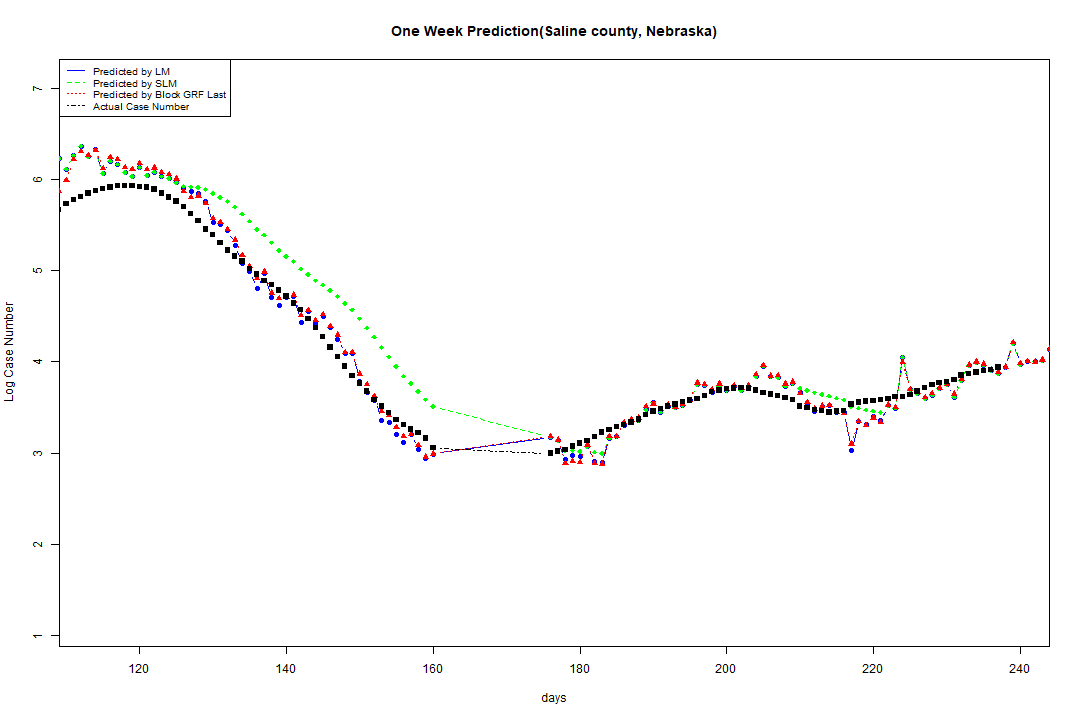 One Week Prediction(Saline county, Nebraska)
Predicted by LM
Predicted by SLM
Predicted by Block GRF Last
Actual Case Number
7
6
5
4
3
2
1
Log Case Number
120 140 160 180 200 220 240
days